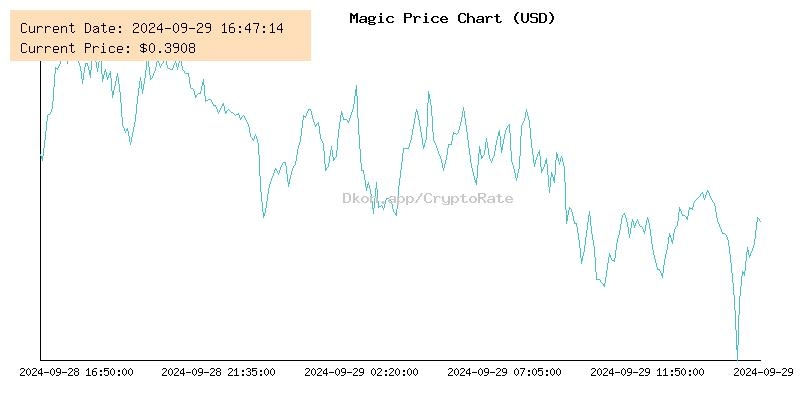 Magic Price Chart (USD)
Current Date: 2024-09-29 16:47:14
Current Price: $0.3908
Dkou.app/CryptoRate
2024-09-28 16:50:00
2024-09-28 21:35:00
2024-09-29 02:20:00
2024-09-29 07:05:00
2024-09-29 11:50:00
2024-09-29